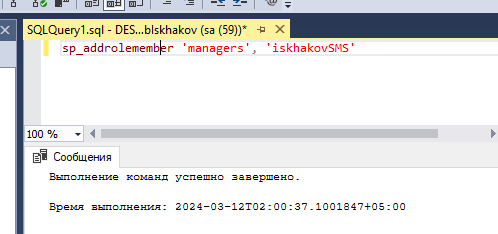 SQLQuery1.sql - DES...bIskhakov (sa (59))*
sp_addrolemember 'managers', 'iskhakovSMS'
100 %
Сообщения
Выполнение команд успешно завершено.
Время выполнения: 2024-03-12T02:00:37.1001847+05:00